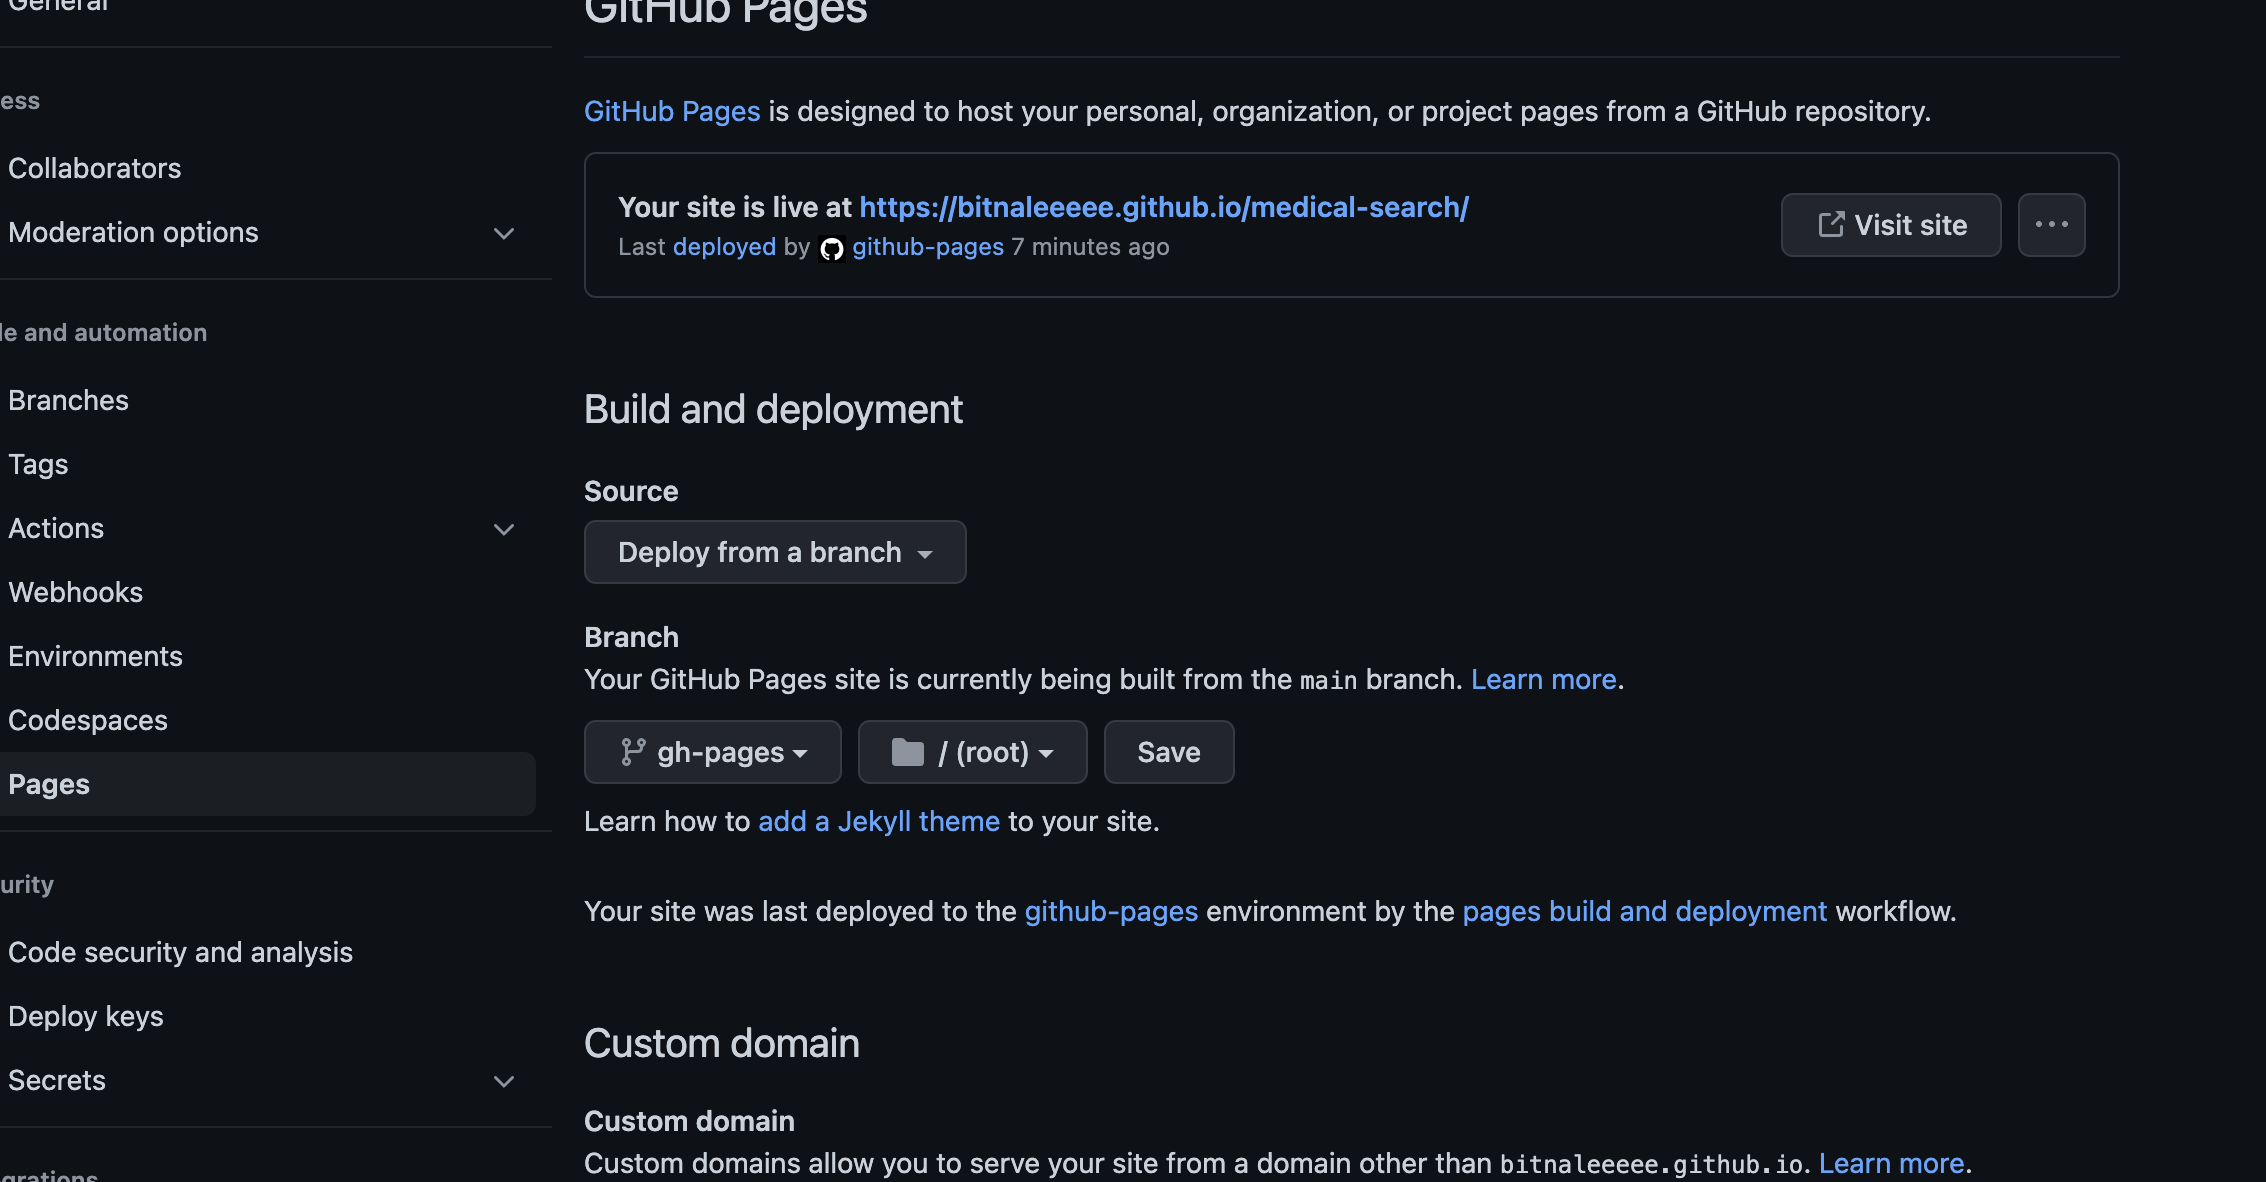 General
ess
Collaborators
Moderation options
le and automation
Branches
Tags
Actions
Webhooks
Environments
Codespaces
Pages
urity
Code security and analysis
Deploy keys
Secrets
grations
GitHub Pages
GitHub Pages is designed to host your personal, organization, or project pages from a GitHub repository.
Your site is live at https://bitnaleeeee.github.io/medical-search/
Last deployed by github-pages 7 minutes ago
Visit site
Build and deployment
Source
Deploy from a branch
Branch
Your GitHub Pages site is currently being built from the main branch. Learn more.
gh-pages
/ (root)
Save
Learn how to add a Jekyll theme to your site.
Your site was last deployed to the github-pages environment by the pages build and deployment workflow.
Custom domain
Custom domain
Custom domains allow you to serve your site from a domain other than bitnaleeeee.github.io. Learn more.